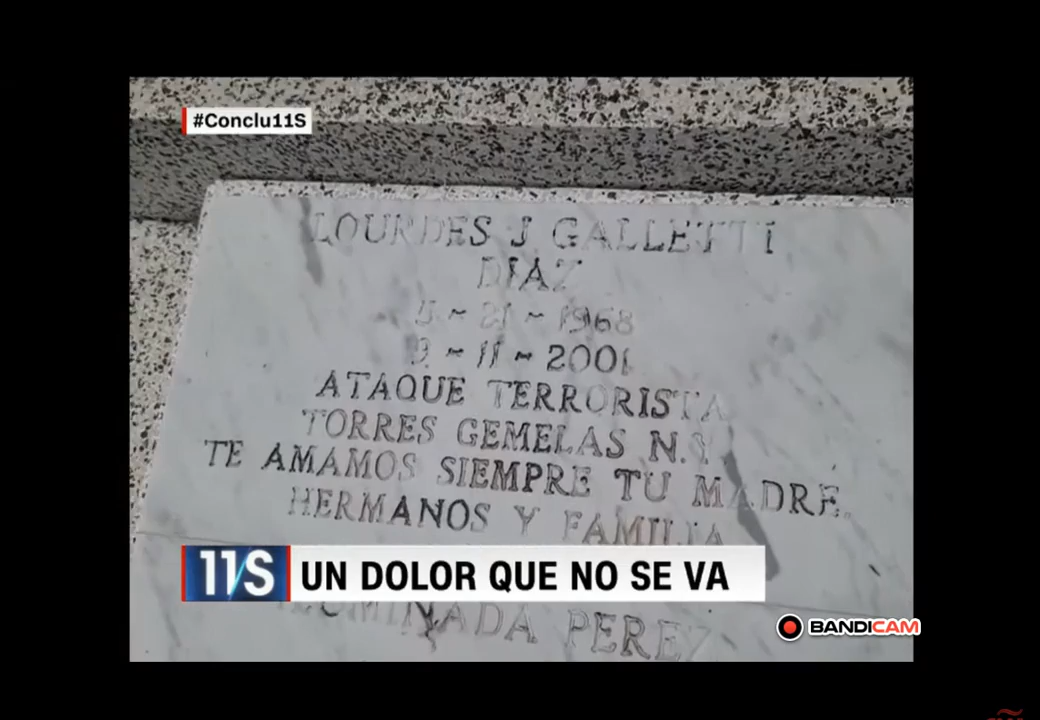 #Conclu11S
LOURDES J GALLETTI
DIAZ
5 ~ 21 ~ 1968
9 ~ 11 ~ 2001
ATAQUE TERRORISTA
TORRES GEMELAS N.Y
TE AMAMOS SIEMPRE TU MADRE.
HERMANOS Y FAMILIA
11/S UN DOLOR QUE NO SE VA
PEREZ
BANDICAM